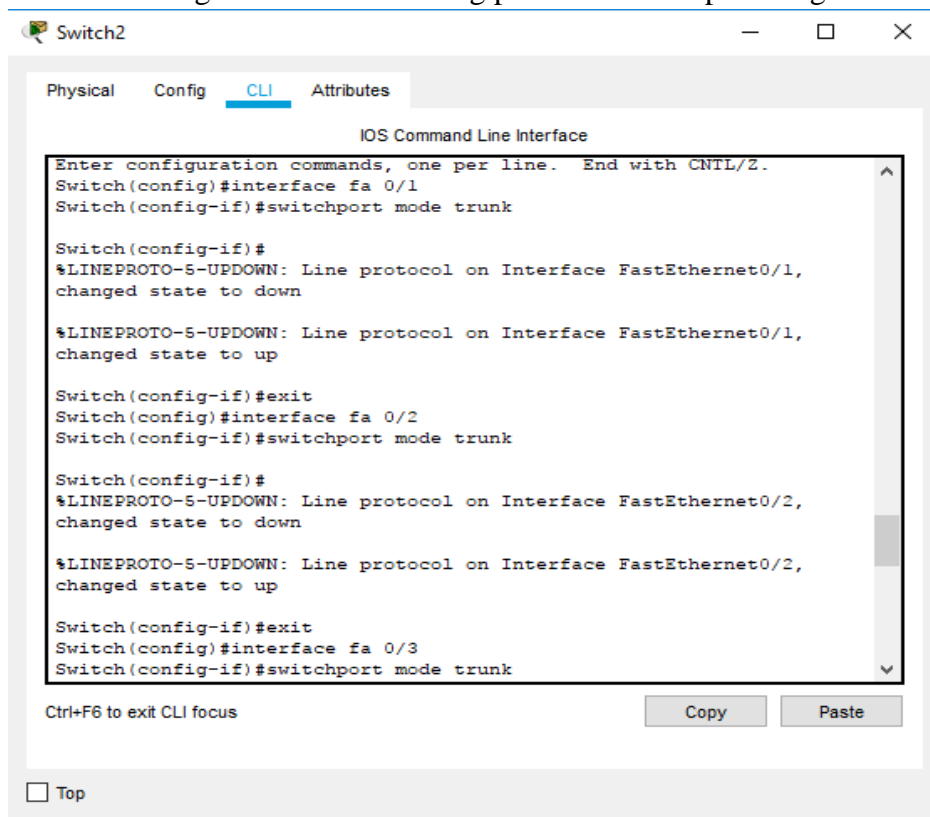 Switch2
Physical Config CLI Attributes
IOS Command Line Interface
Enter configuration commands, one per line.  End with CNTL/Z.
Switch(config)#interface fa 0/1
Switch(config-if)#switchport mode trunk
Switch(config-if)#
%LINEPROTO-5-UPDOWN: Line protocol on Interface FastEthernet0/1,
changed state to down
%LINEPROTO-5-UPDOWN: Line protocol on Interface FastEthernet0/1,
changed state to up
Switch(config-if)#exit
Switch(config)#interface fa 0/2
Switch(config-if)#switchport mode trunk
Switch(config-if)#
%LINEPROTO-5-UPDOWN: Line protocol on Interface FastEthernet0/2,
changed state to down
%LINEPROTO-5-UPDOWN: Line protocol on Interface FastEthernet0/2,
changed state to up
Switch(config-if)#exit
Switch(config)#interface fa 0/3
Switch(config-if)#switchport mode trunk
Ctrl+F6 to exit CLI focus
Copy Paste
Top